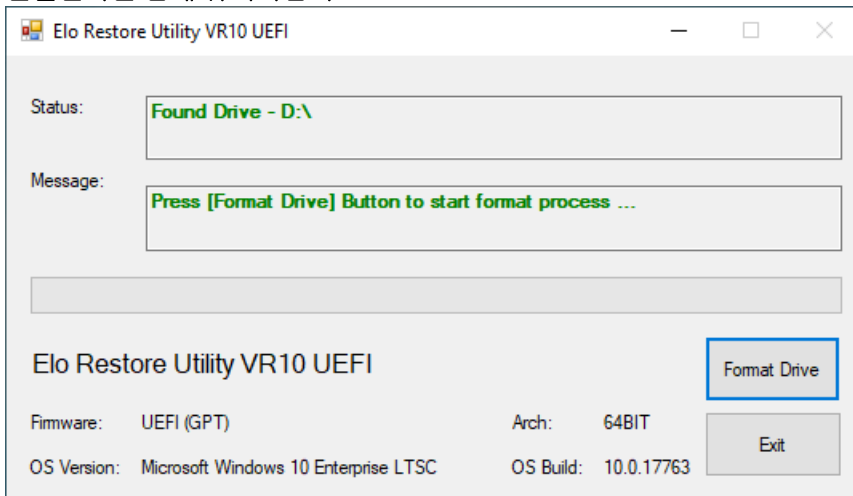 Elo Restore Utility VR10 UEFI
Status:
Found Drive - D:\
Message:
Press [Format Drive] Button to start format process ...
Elo Restore Utility VR10 UEFI
Format Drive
Firmware: UEFI (GPT) Arch: 64BIT
Exit
OS Version: Microsoft Windows 10 Enterprise LTSC OS Build: 10.0.17763